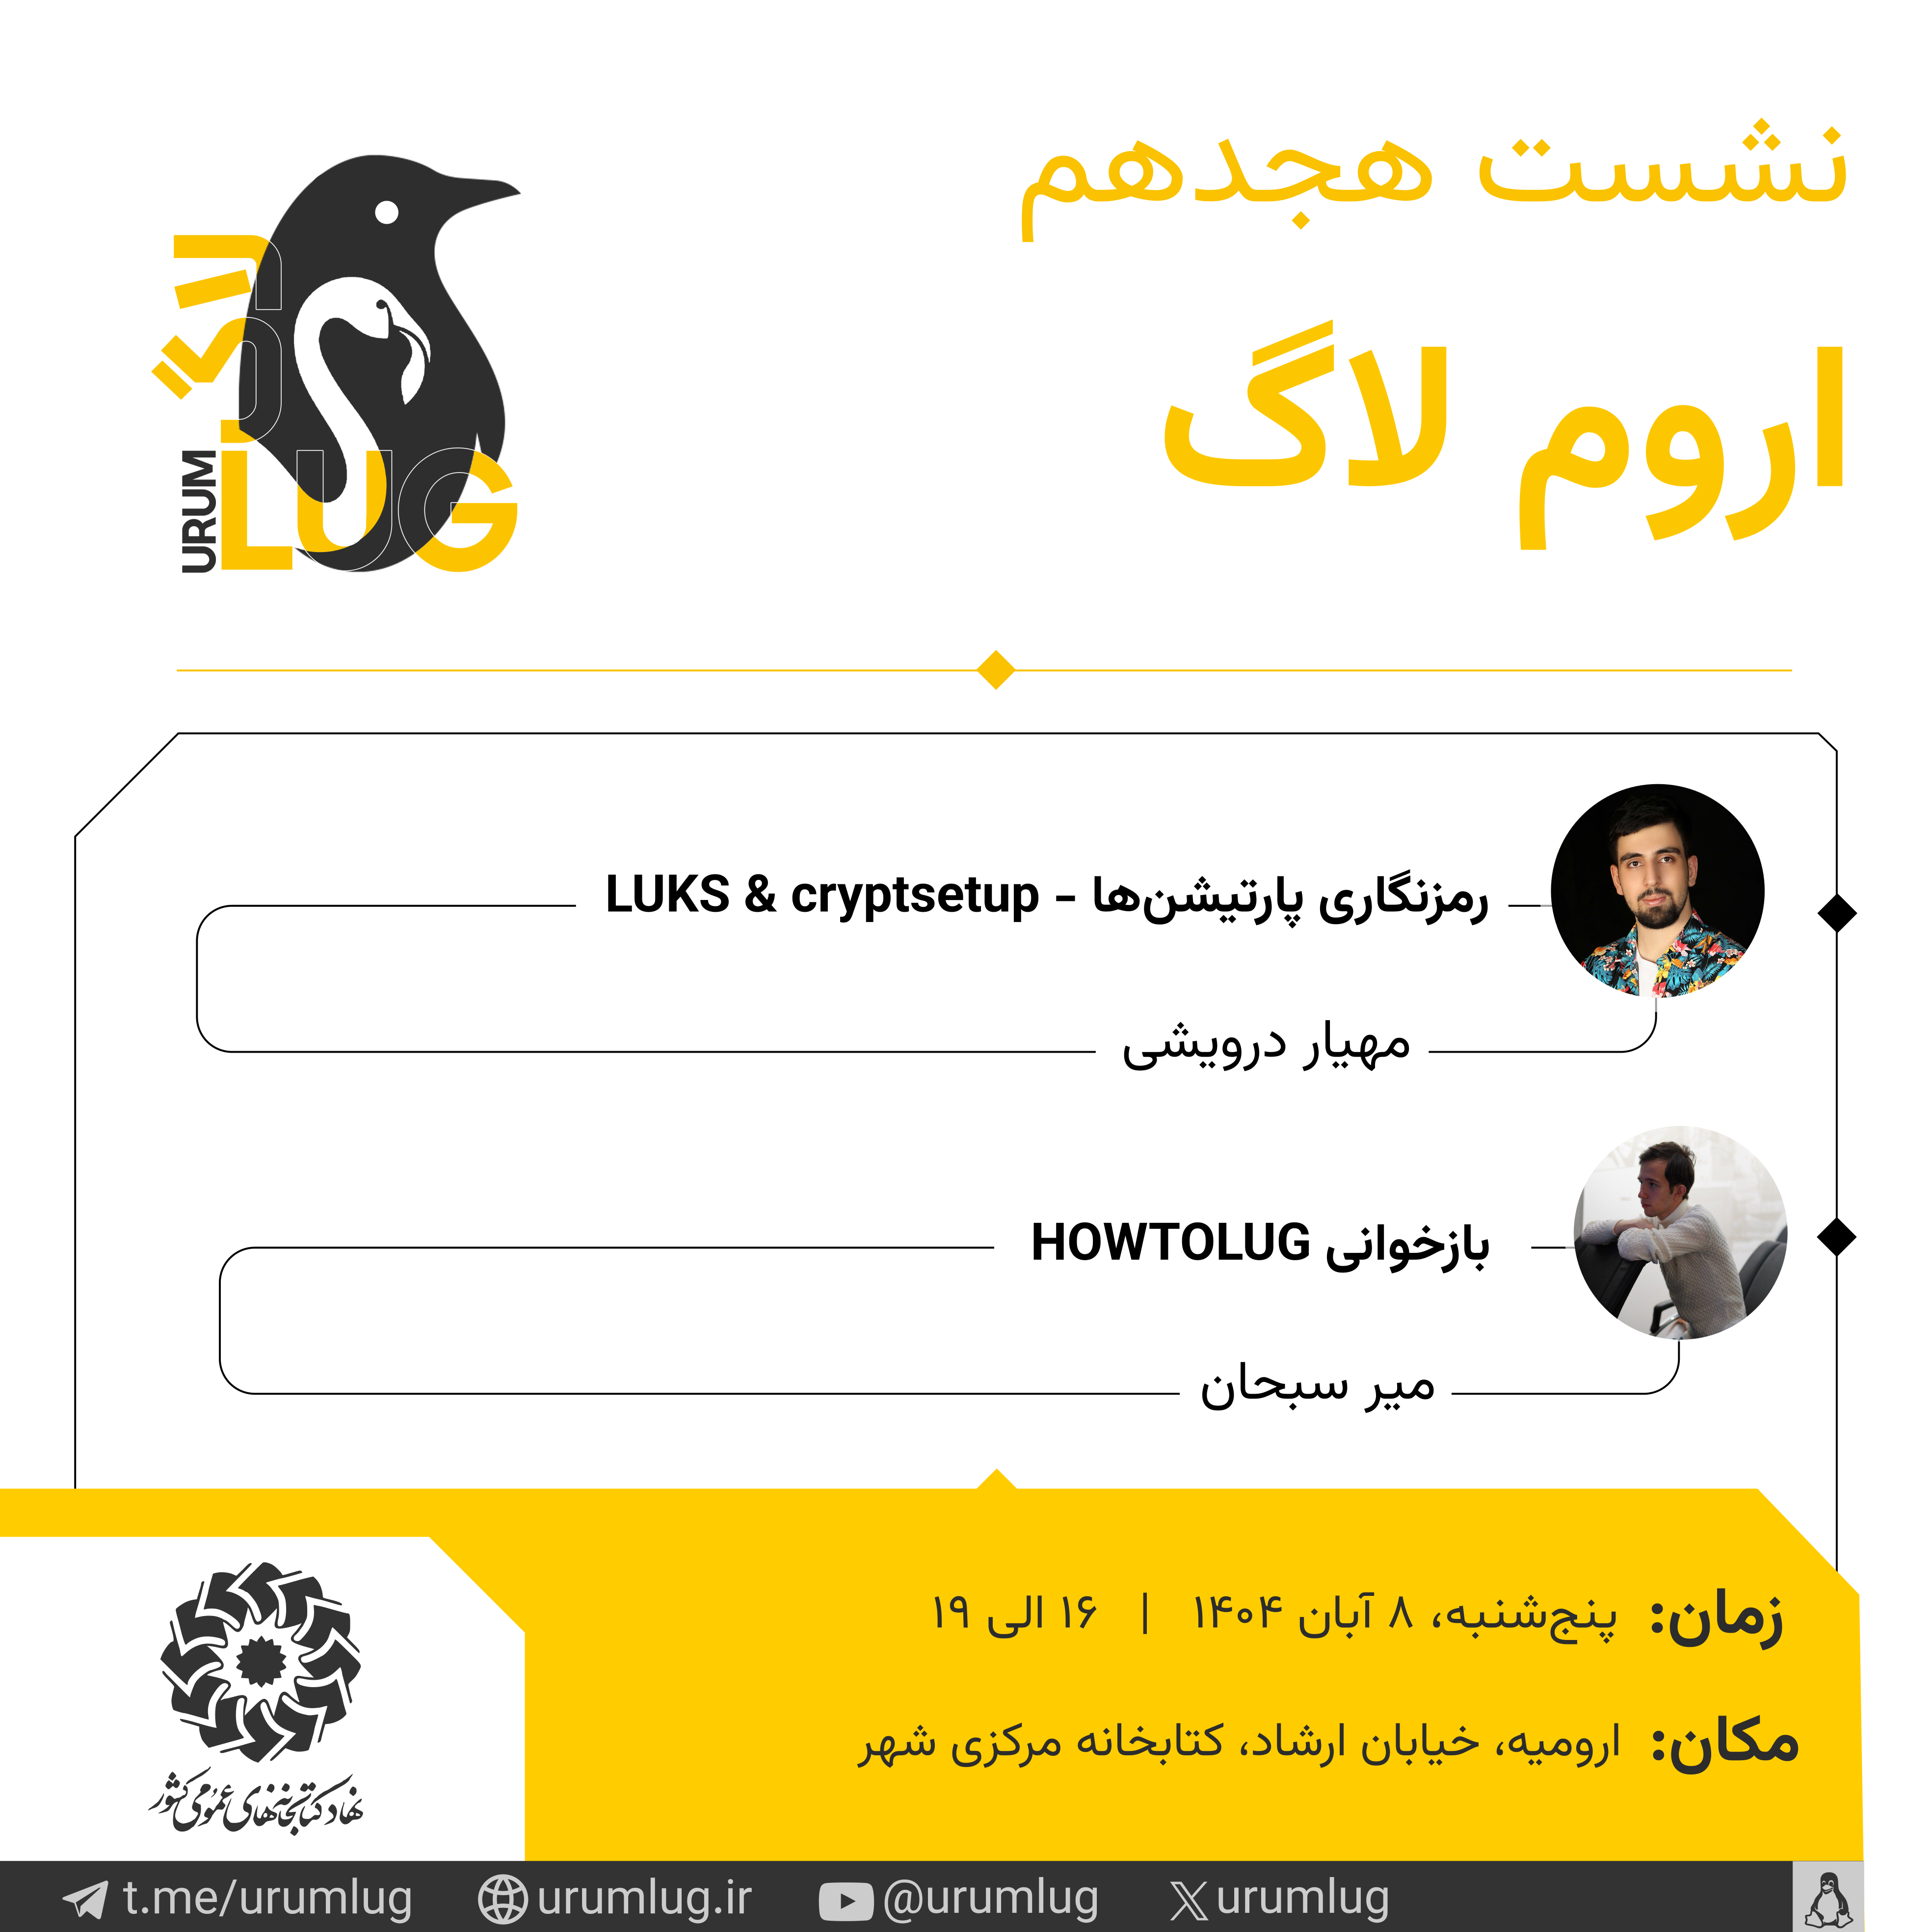 نشست هجدهم
اروم لاگ
لاگ
URUM
LUG
رمزنگاری پارتیشن‌ها - LUKS & cryptsetup
مهیار درویشی
بازخوانی HOWTOLUG
میر سبحان
زمان: پنج‌شنبه، ۸ آبان ۱۴۰۴ | ۱۶ الی ۱۹
مکان: ارومیه، خیابان ارشاد، کتابخانه مرکزی شهر
نهاد کتابخانه‌های عمومی کشور
t.me/urumlug urumlug.ir @urumlug urumlug